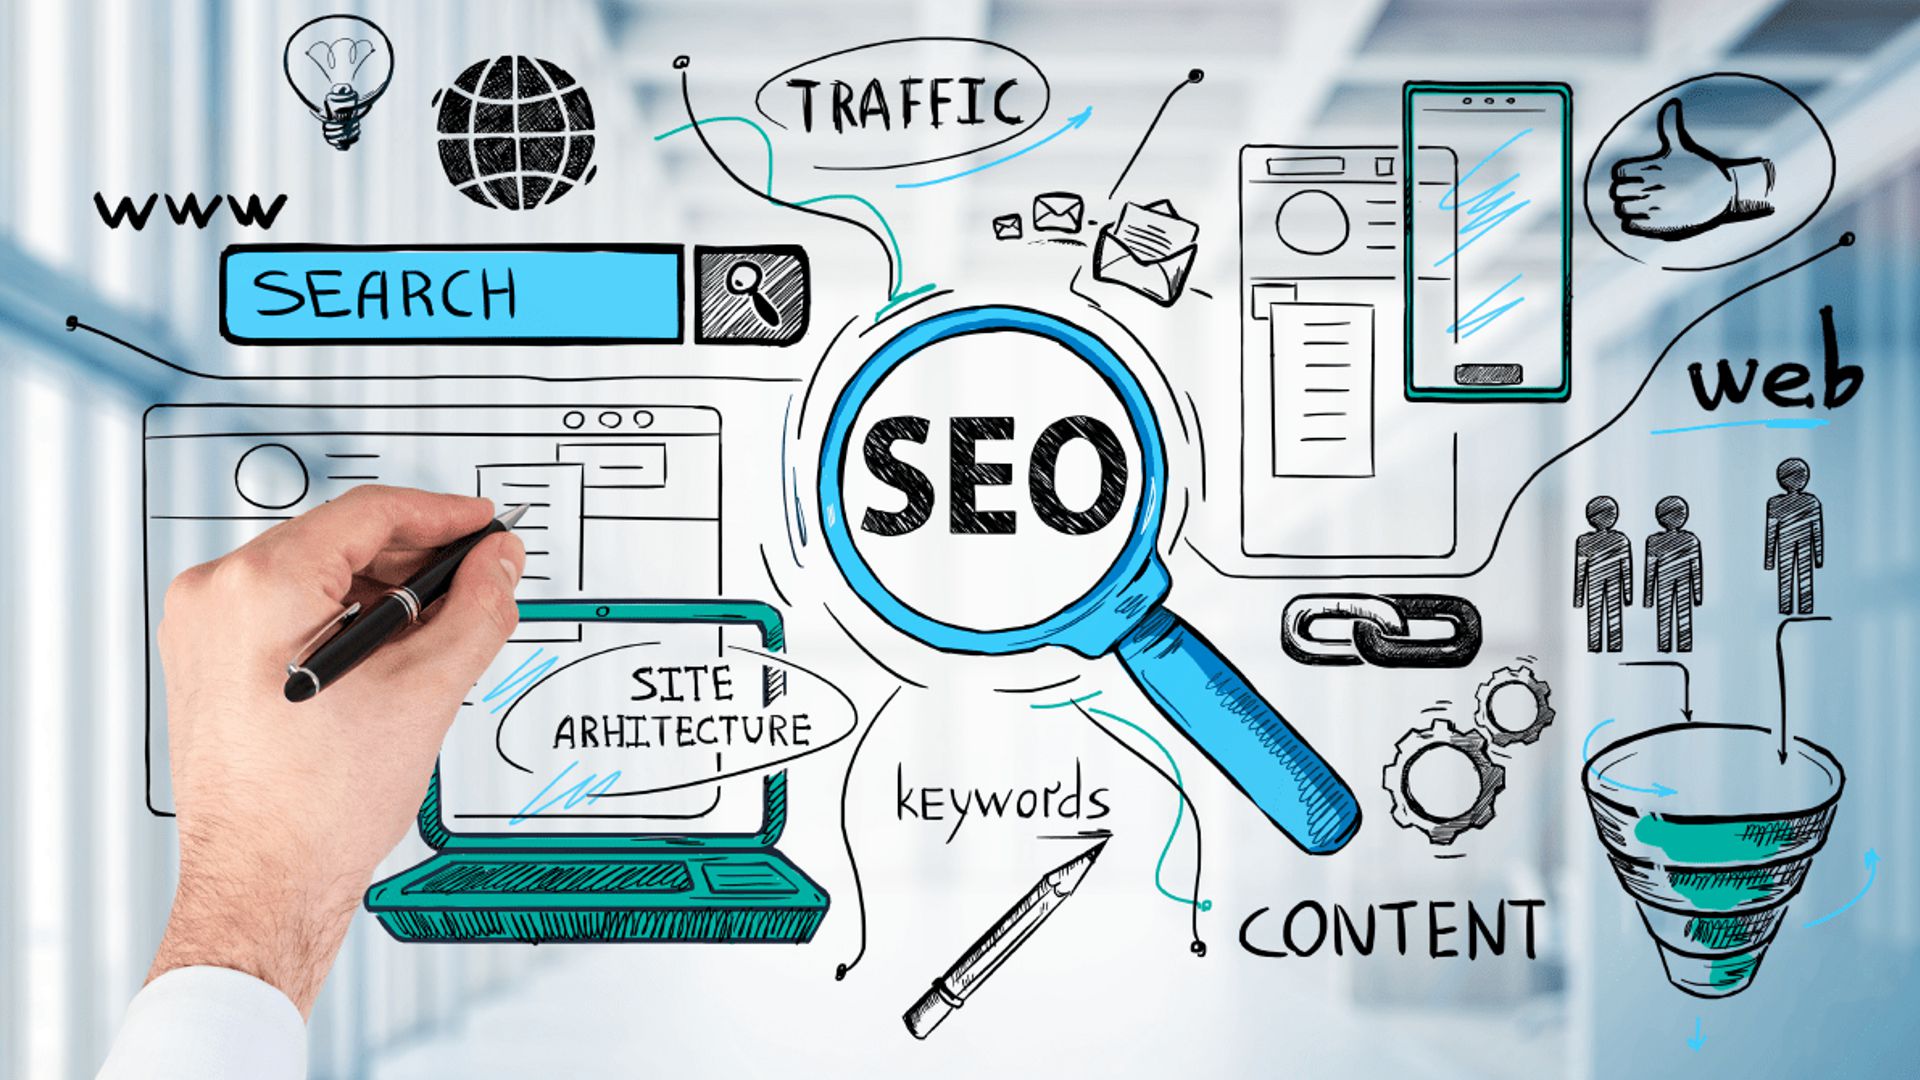 TRAFFIC
www
SEARCH
SEO
web
SITE
ARHITECTURE
keywords
CONTENT